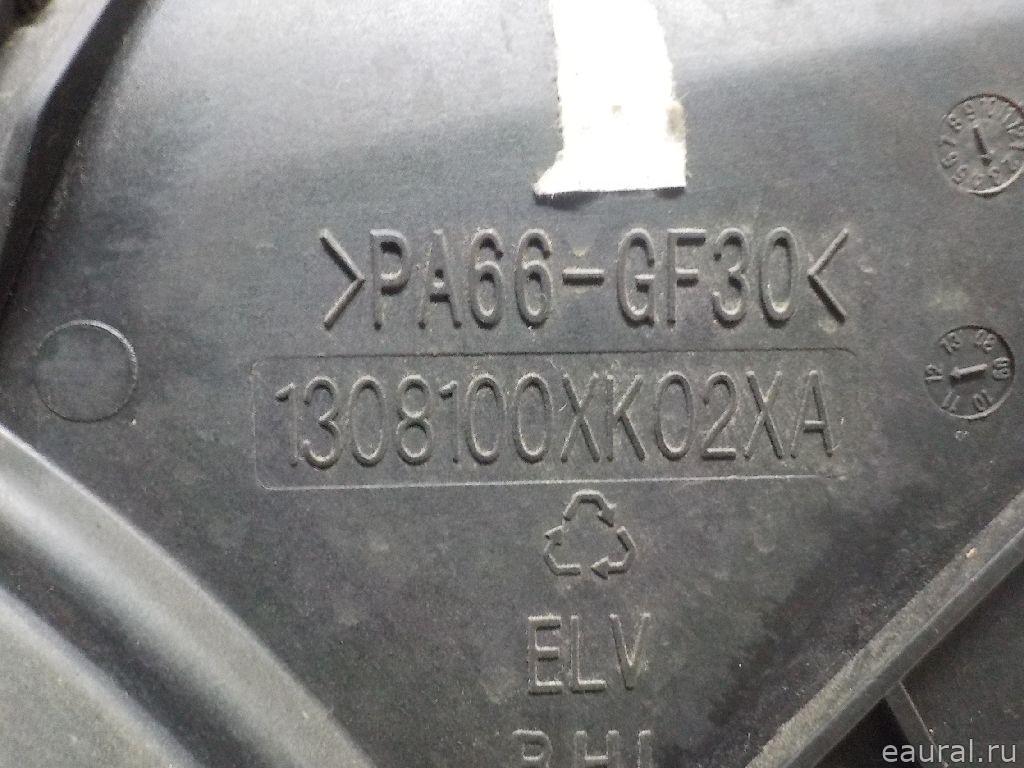 >PA66-GF30<
1308100XK02XA
ELV
eaural.ru